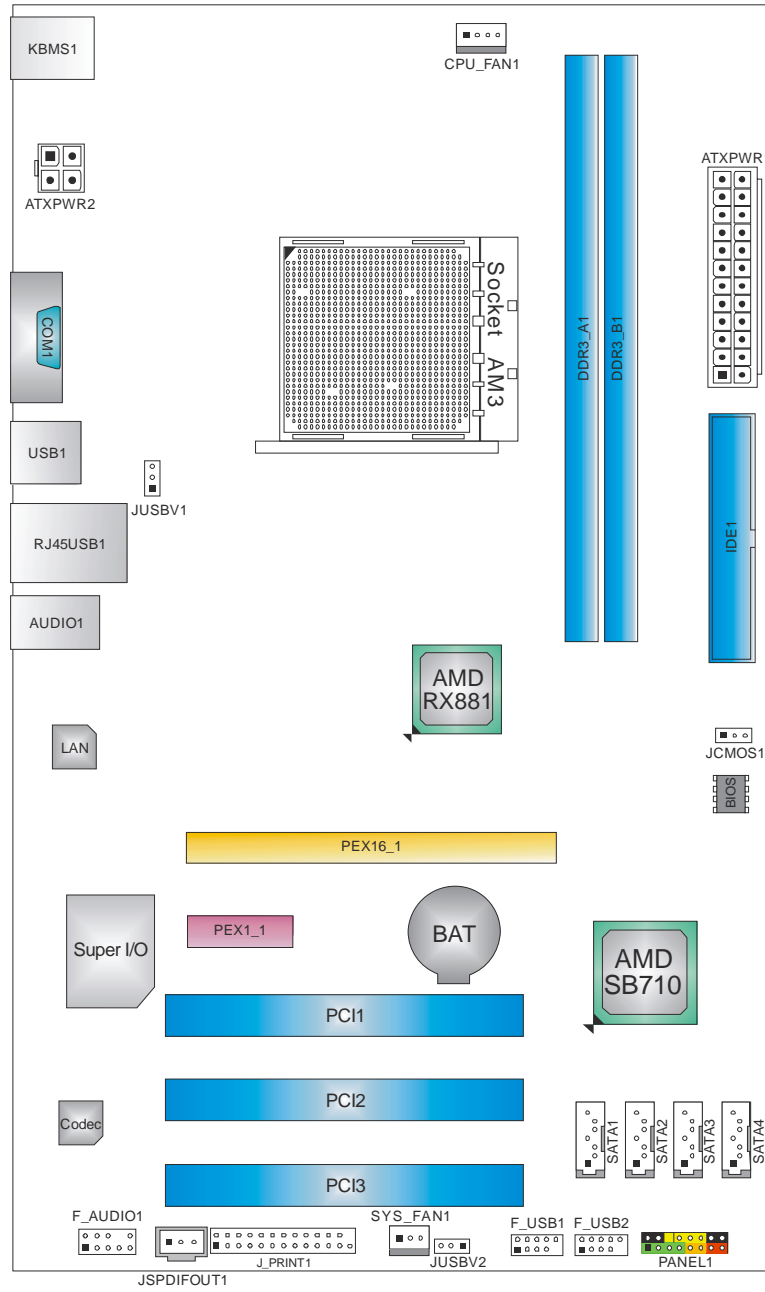 KBMS1
CPU_FAN1
ATXPWR2
ATXPWR
Socket AM3
DDR3_A1
DDR3_B1
COM1
USB1
JUSBV1
RJ45USB1
IDE1
AUDIO1
AMD
RX881
LAN
JCMOS1
BIOS
PEX16_1
Super I/O
PEX1_1
BAT
AMD
SB710
PCI1
PCI2
Codec
SATA1
SATA2
SATA3
SATA4
PCI3
F_AUDIO1
JSPDIFOUT1
J_PRINT1
SYS_FAN1
JUSBV2
F_USB1
F_USB2
PANEL1